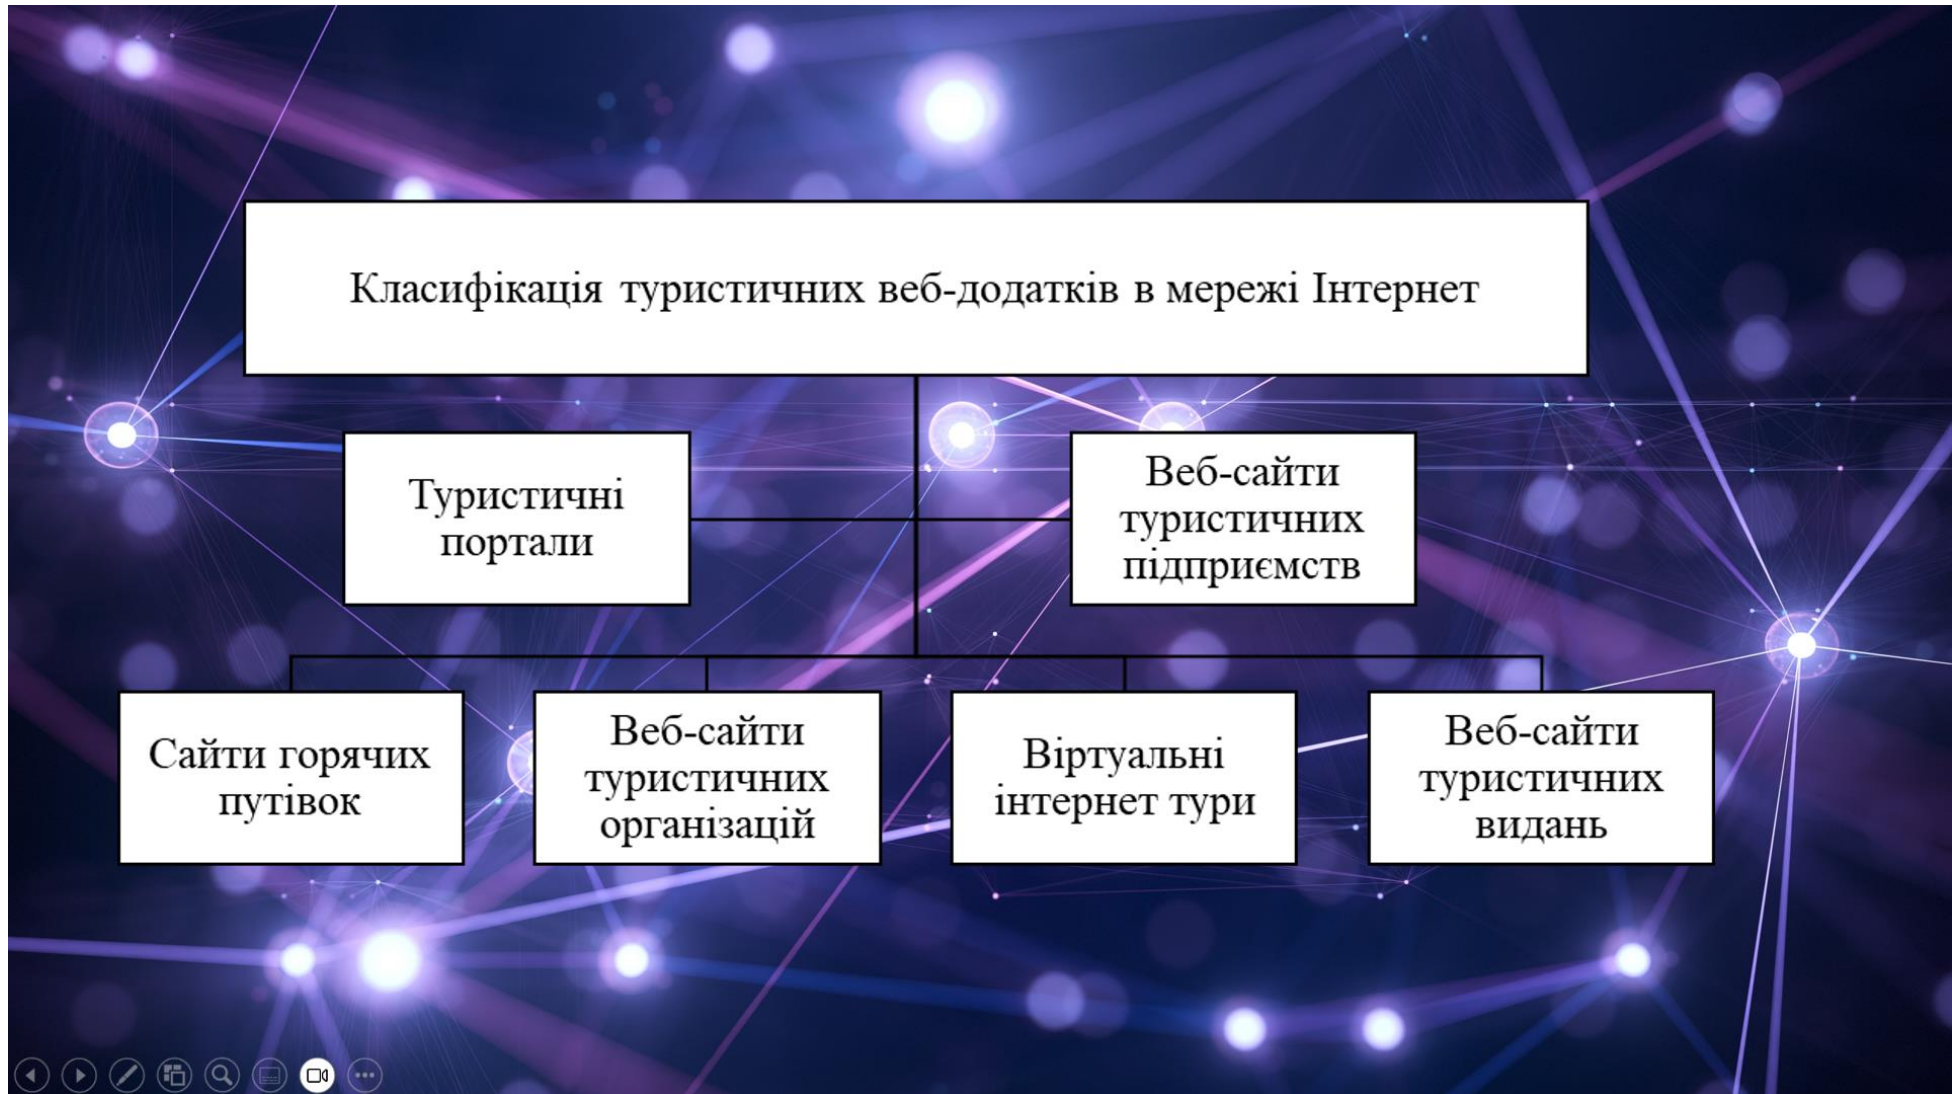 Класифікація туристичних веб-додатків в мережі Інтернет
Туристичні
портали
Веб-сайти
туристичних
підприємств
Сайти горячих
путівок
Веб-сайти
туристичних
організацій
Віртуальні
інтернет тури
Веб-сайти
туристичних
видань